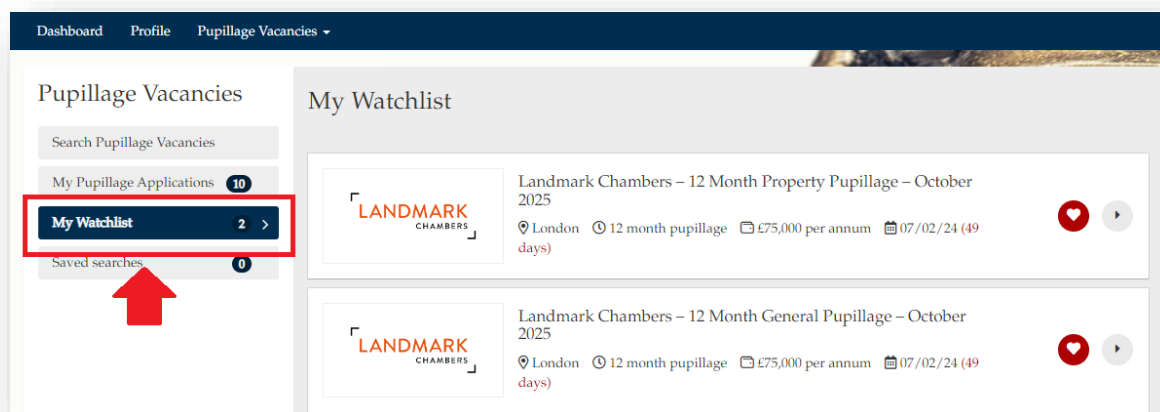 Dashboard Profile Pupillage Vacancies
Pupillage Vacancies
Search Pupillage Vacancies
My Pupillage Applications 10
My Watchlist 2
Saved searches 0
My Watchlist
LANDMARK
CHAMBERS
Landmark Chambers – 12 Month Property Pupillage – October
2025
London 12 month pupillage £75,000 per annum 07/02/24 (49
days)
LANDMARK
CHAMBERS
Landmark Chambers – 12 Month General Pupillage – October
2025
London 12 month pupillage £75,000 per annum 07/02/24 (49
days)